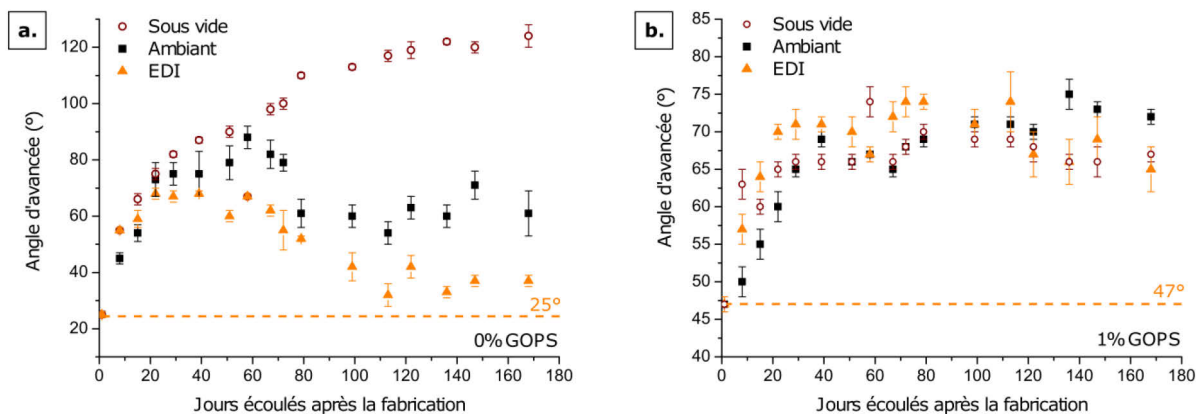 a.
Sous vide
Ambiant
EDI
Angle d'avancée (°)
120
100
80
60
40
20
25°
0% GOPS
0 20 40 60 80 100 120 140 160 180
Jours écoulés après la fabrication
b.
Sous vide
Ambiant
EDI
Angle d'avancée (°)
85
80
75
70
65
60
55
50
45
40
47°
1% GOPS
0 20 40 60 80 100 120 140 160 180
Jours écoulés après la fabrication